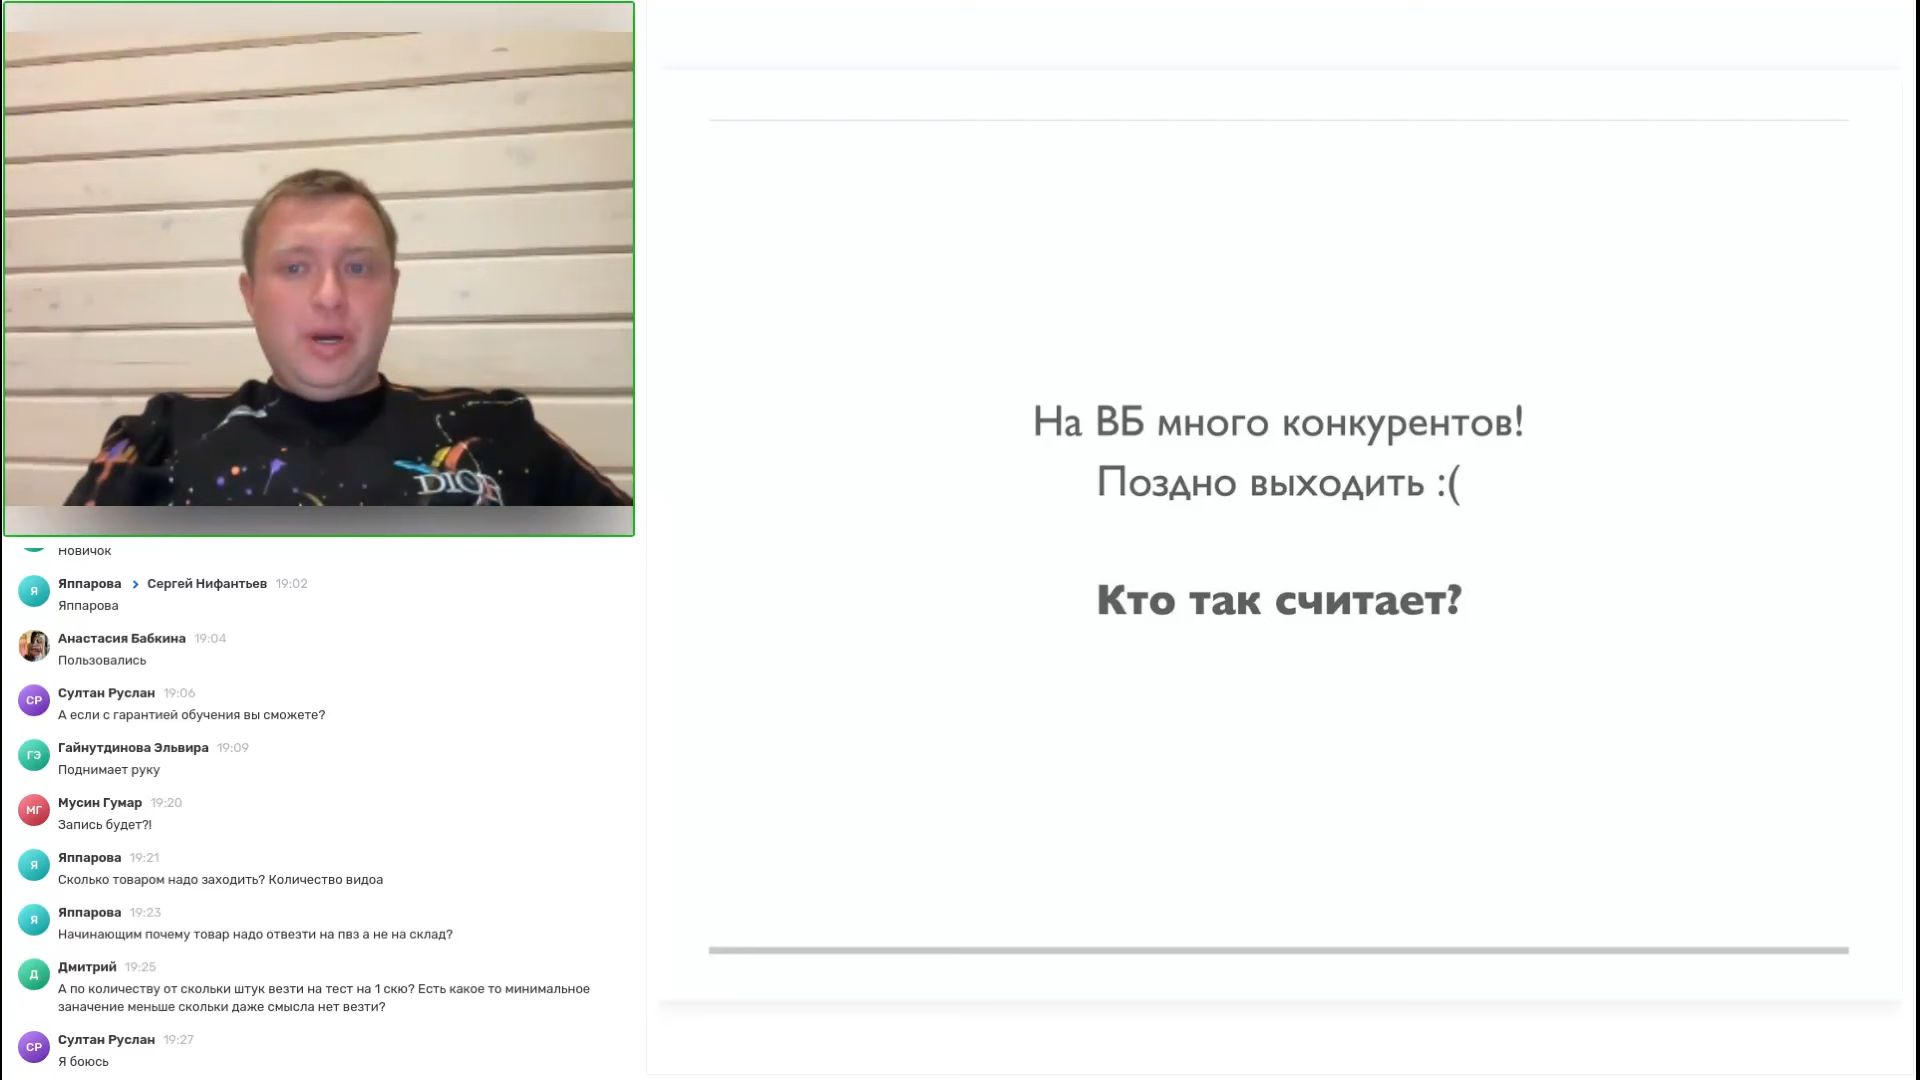 DIOR
Новичок
Я
Яппарова > Сергей Нифантьев 19:02
Яппарова
Анастасия Бабкина 19:04
Пользовались
СР
Султан Руслан 19:06
А если с гарантией обучения вы сможете?
ГЭ
Гайнутдинова Эльвира 19:09
Поднимает руку
МГ
Мусин Гумар 19:20
Запись будет?!
Я
Яппарова 19:21
Сколько товаром надо заходить? Количество видоа
Я
Яппарова 19:23
Начинающим почему товар надо отвезти на пвз а не на склад?
Д
Дмитрий 19:25
А по количеству от скольки штук везти на тест на 1 скю? Есть какое то минимальное
заначение меньше скольки даже смысла нет везти?
СР
Султан Руслан 19:27
Я боюсь
На ВБ много конкурентов!
Поздно выходить :(
Кто так считает?